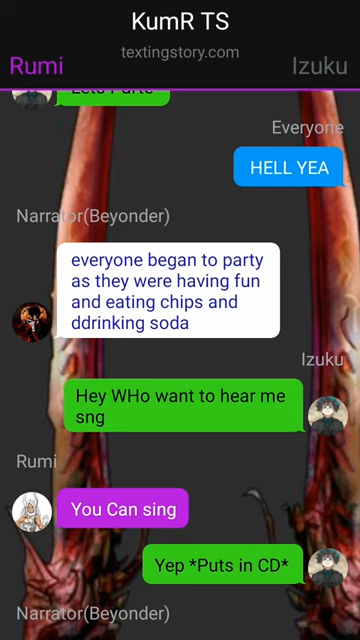 KumR TS
textingstory.com
Rumi
Izuku
Lets Parte
Everyone
HELL YEA
Narrator(Beyonder)
everyone began to party
as they were having fun
and eating chips and
ddrinking soda
Izuku
Hey WHo want to hear me
sng
Rumi
You Can sing
Yep *Puts in CD*
Narrator(Beyonder)